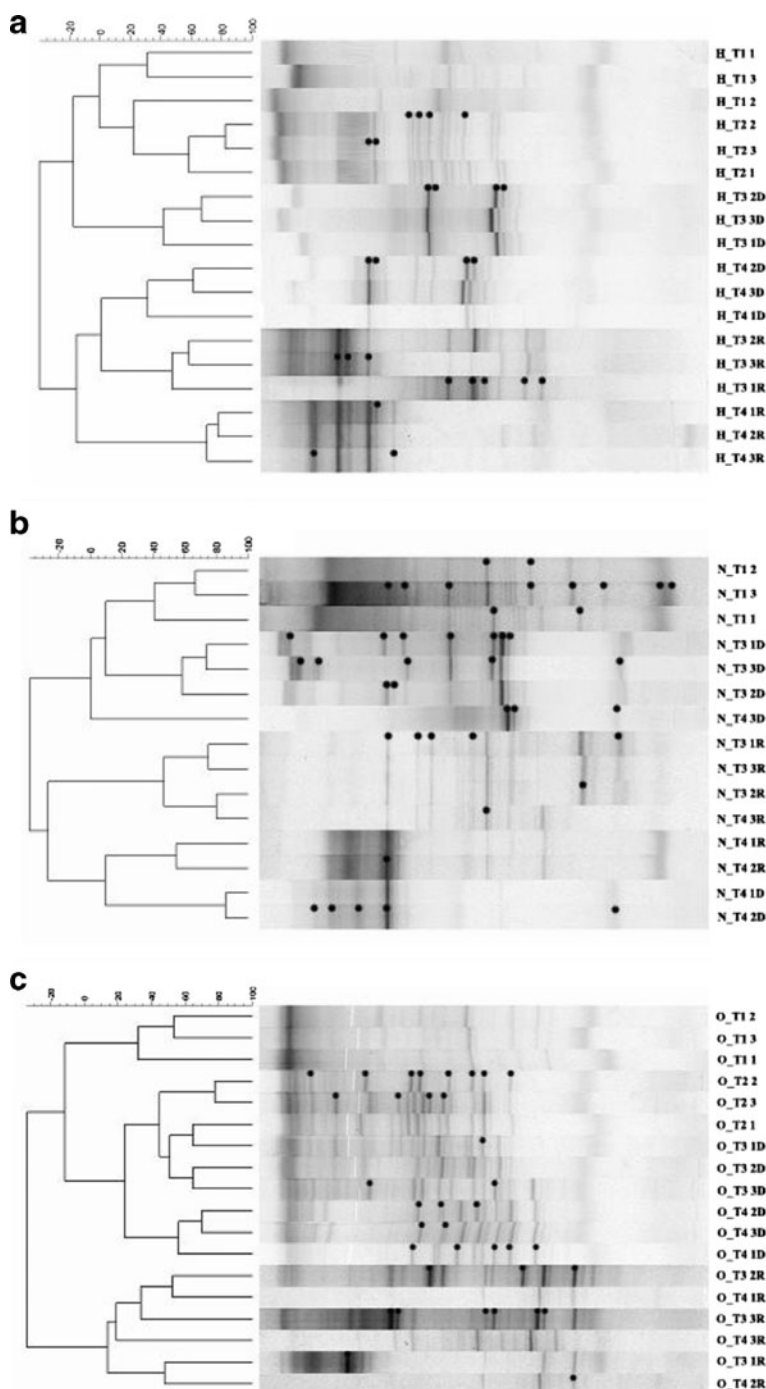 a
-20
0
20
40
60
80
100
H_T1 1
H_T1 3
H_T1 2
H_T2 2
H_T2 3
H_T2 1
H_T3 2D
H_T3 3D
H_T3 1D
H_T4 2D
H_T4 3D
H_T4 1D
H_T3 2R
H_T3 3R
H_T3 1R
H_T4 1R
H_T4 2R
H_T4 3R
b
-20
0
20
40
60
80
100
N_T1 2
N_T1 3
N_T1 1
N_T3 1D
N_T3 3D
N_T3 2D
N_T4 3D
N_T3 1R
N_T3 3R
N_T3 2R
N_T4 3R
N_T4 1R
N_T4 2R
N_T4 1D
N_T4 2D
c
-20
0
20
40
60
80
100
O_T1 2
O_T1 3
O_T1 1
O_T2 2
O_T2 3
O_T2 1
O_T3 1D
O_T3 2D
O_T3 3D
O_T4 2D
O_T4 3D
O_T4 1D
O_T3 2R
O_T4 1R
O_T3 3R
O_T4 3R
O_T3 1R
O_T4 2R